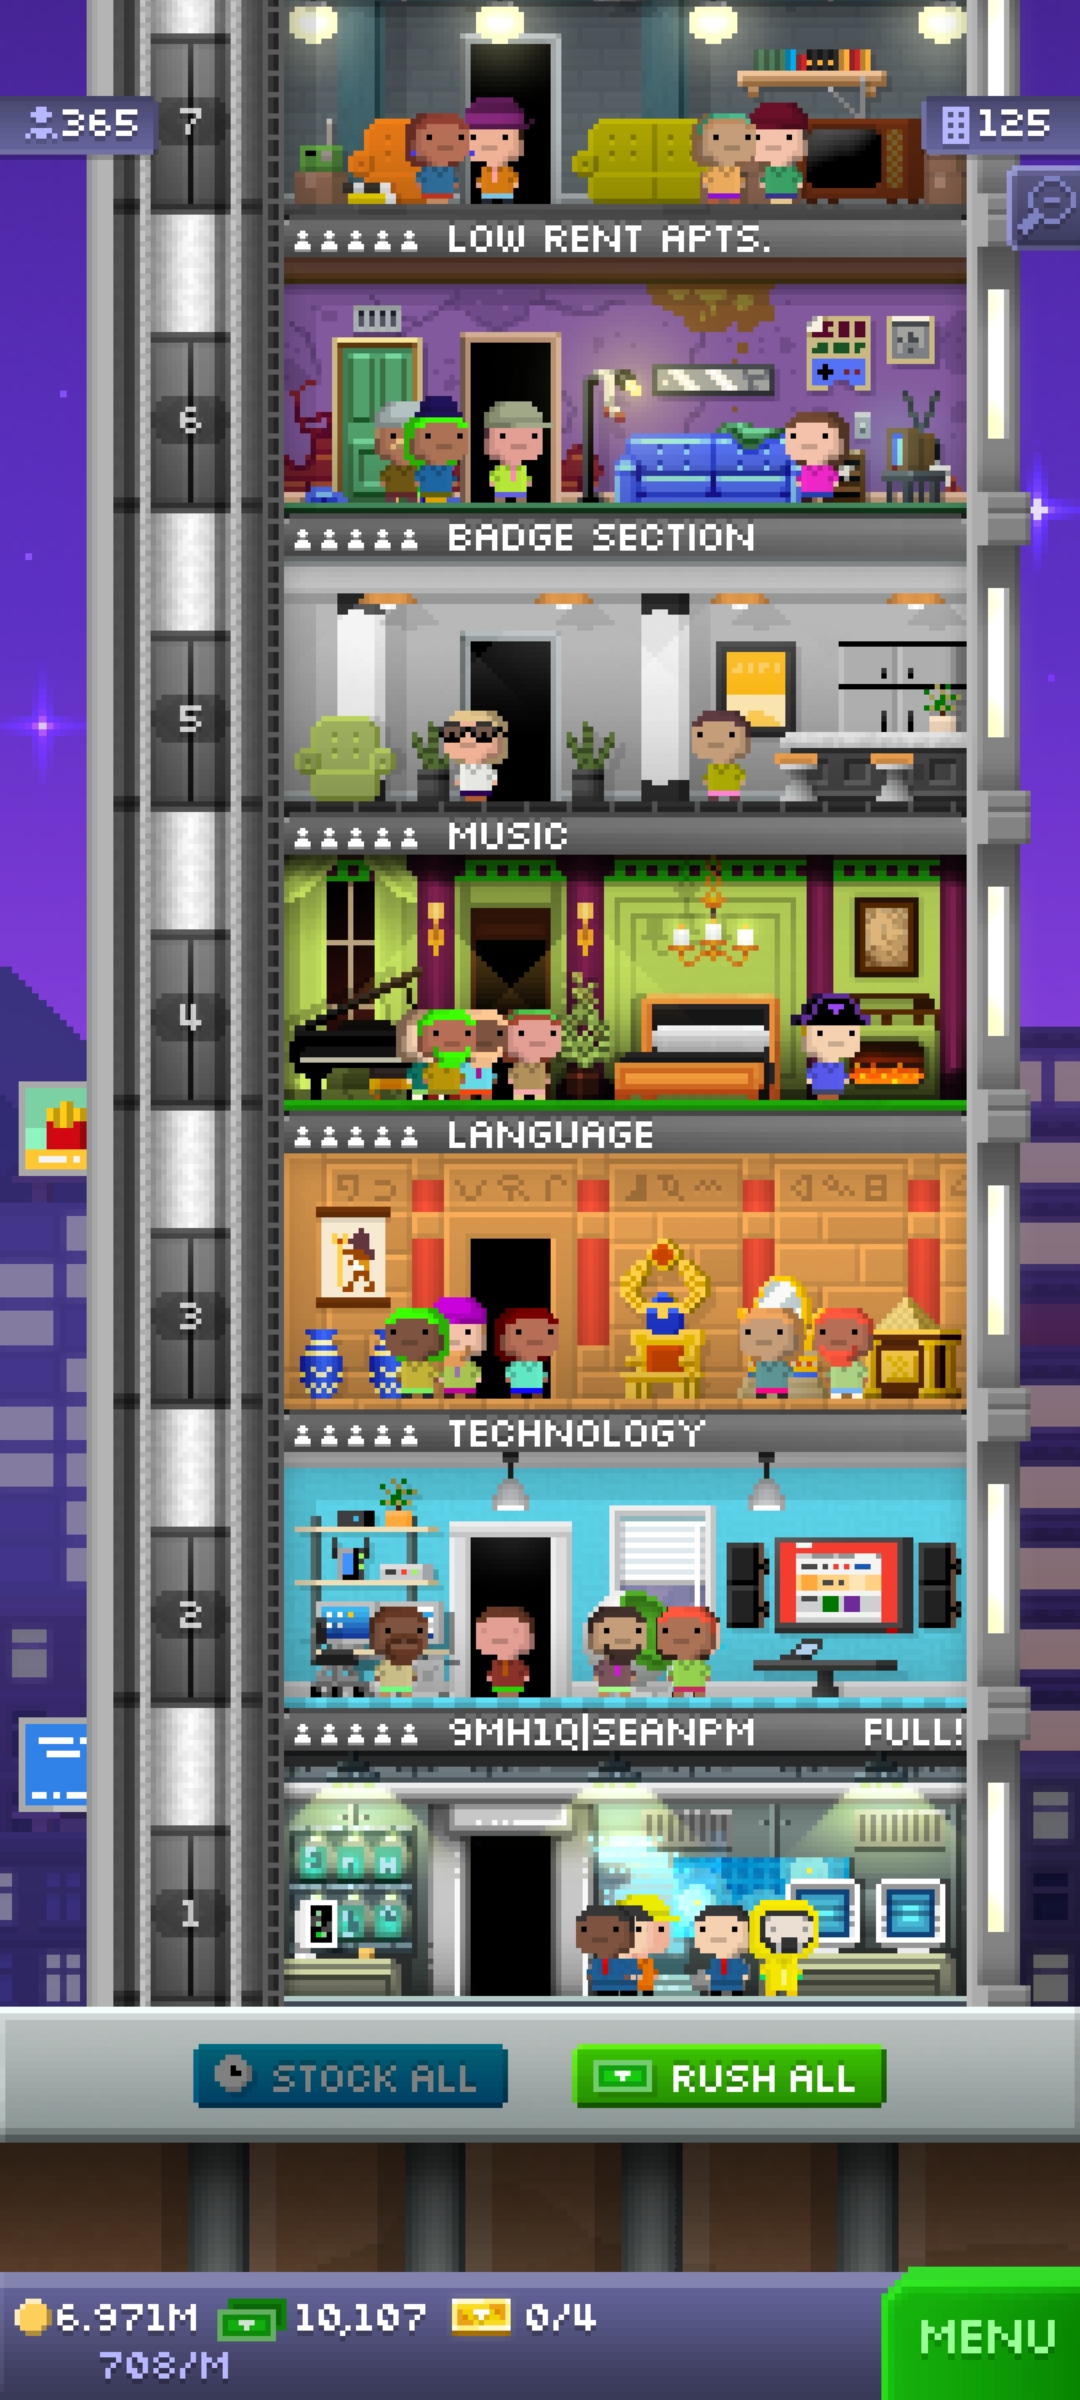 365
7
125
LOW RENT APTS.
6
BADGE SECTION
5
MUSIC
4
LANGUAGE
3
TECHNOLOGY
2
9MH1Q|SEANPM FULL!
1
STOCK ALL
RUSH ALL
6.971M 10,107 0/4
708/M
MENU